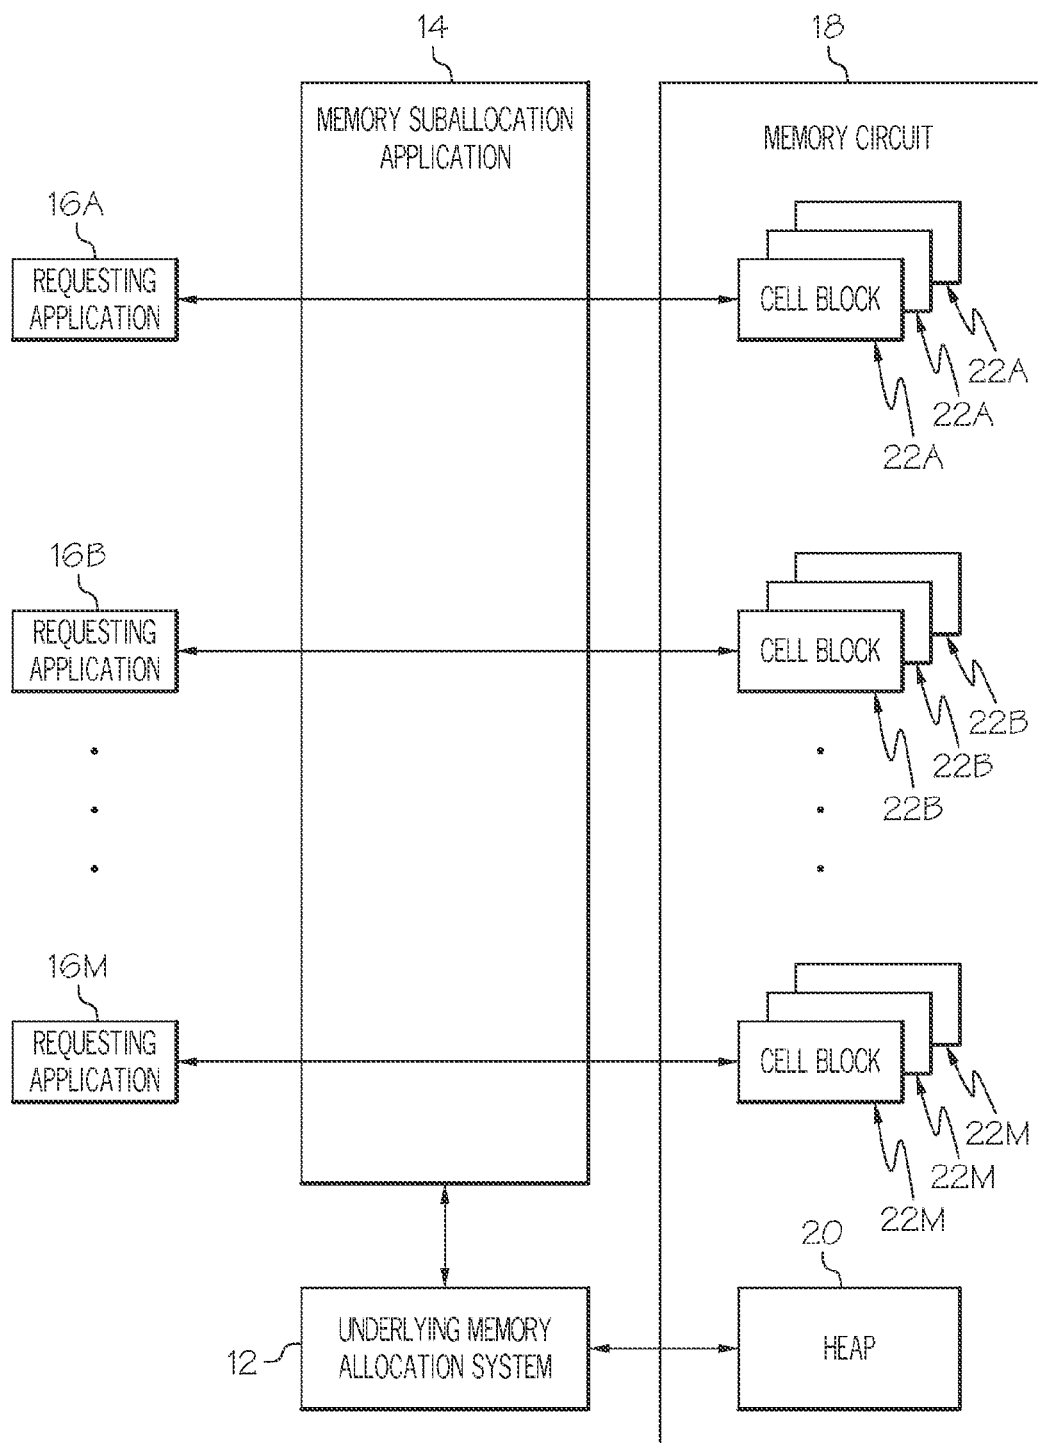 14
18
MEMORY SUBALLOCATION
APPLICATION
MEMORY CIRCUIT
16A
REQUESTING
APPLICATION
CELL BLOCK
22A
22A
22A
16B
REQUESTING
APPLICATION
CELL BLOCK
22B
22B
22B
16M
REQUESTING
APPLICATION
CELL BLOCK
22M
22M
22M
20
12
UNDERLYING MEMORY
ALLOCATION SYSTEM
HEAP